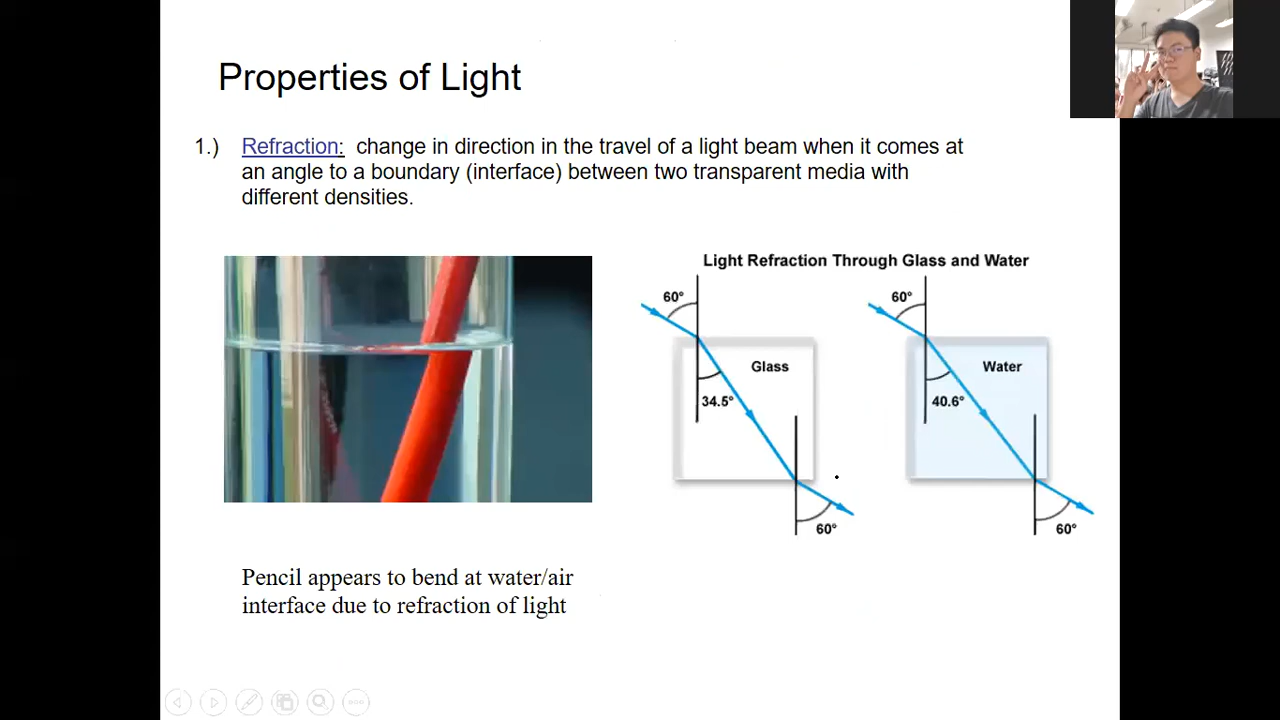 Properties of Light
1.) Refraction: change in direction in the travel of a light beam when it comes at
an angle to a boundary (interface) between two transparent media with
different densities.
Light Refraction Through Glass and Water
60°
60°
Glass
Water
34.5°
40.6°
60°
60°
Pencil appears to bend at water/air
interface due to refraction of light